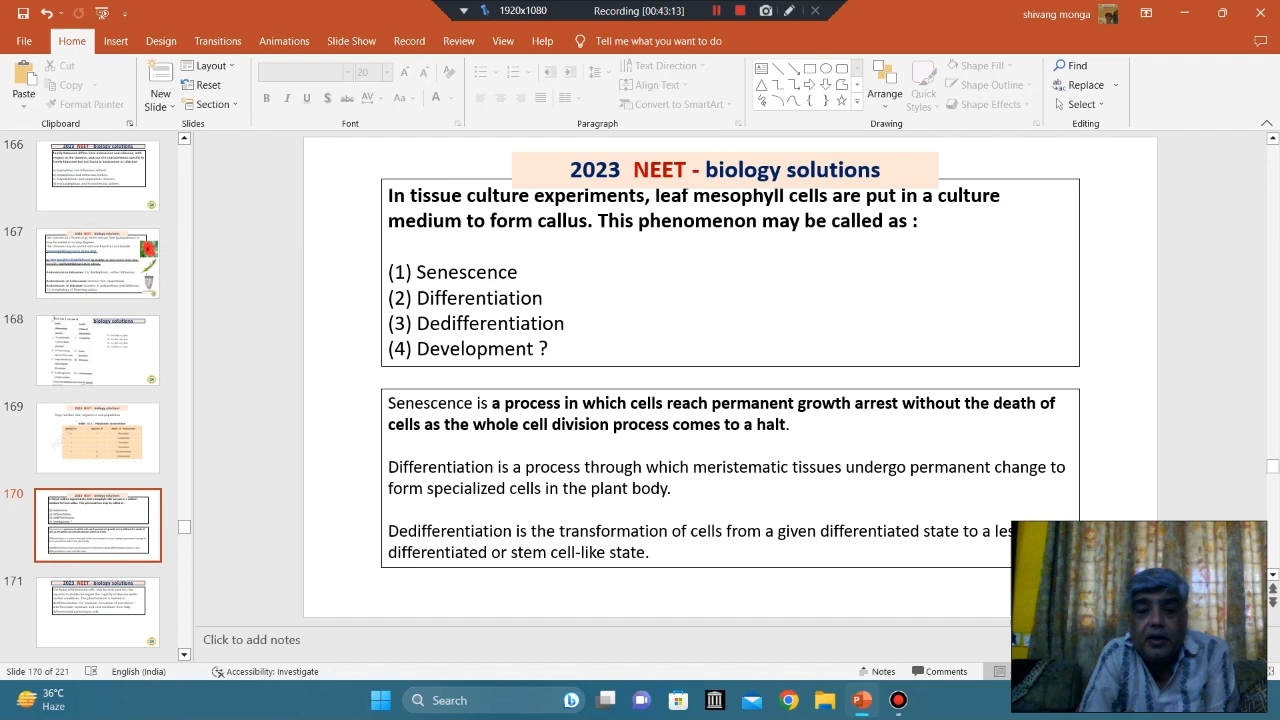 1920x1080
Recording [00:43:13]
shivang monga
File
Home
Insert
Design
Transitions
Animations
Slide Show
Record
Review
View
Help
Tell me what you want to do
Paste
Cut
Copy
Format Painter
Clipboard
New Slide
Layout
Reset
Section
Slides
20
Font
Text Direction
Align Text
Convert to SmartArt
Paragraph
Arrange
Quick Styles
Shape Fill
Shape Outline
Shape Effects
Drawing
Find
Replace
Select
Editing
166
167
168
biology solutions
169
170
171
2023 NEET - biology solutions
2023 NEET - biology solutions
In tissue culture experiments, leaf mesophyll cells are put in a culture
medium to form callus. This phenomenon may be called as :
(1) Senescence
(2) Differentiation
(3) Dedifferentiation
(4) Development ?
Senescence is a process in which cells reach permanent growth arrest without the death of
cells as the whole cell division process comes to a halt.
Differentiation is a process through which meristematic tissues undergo permanent change to
form specialized cells in the plant body.
Dedifferentiation is the transformation of cells from a given differentiated state to a les
differentiated or stem cell-like state.
Click to add notes
Slide 170 of 221
English (India)
Accessibility: Investigate
Notes
Comments
36°C
Haze
Search